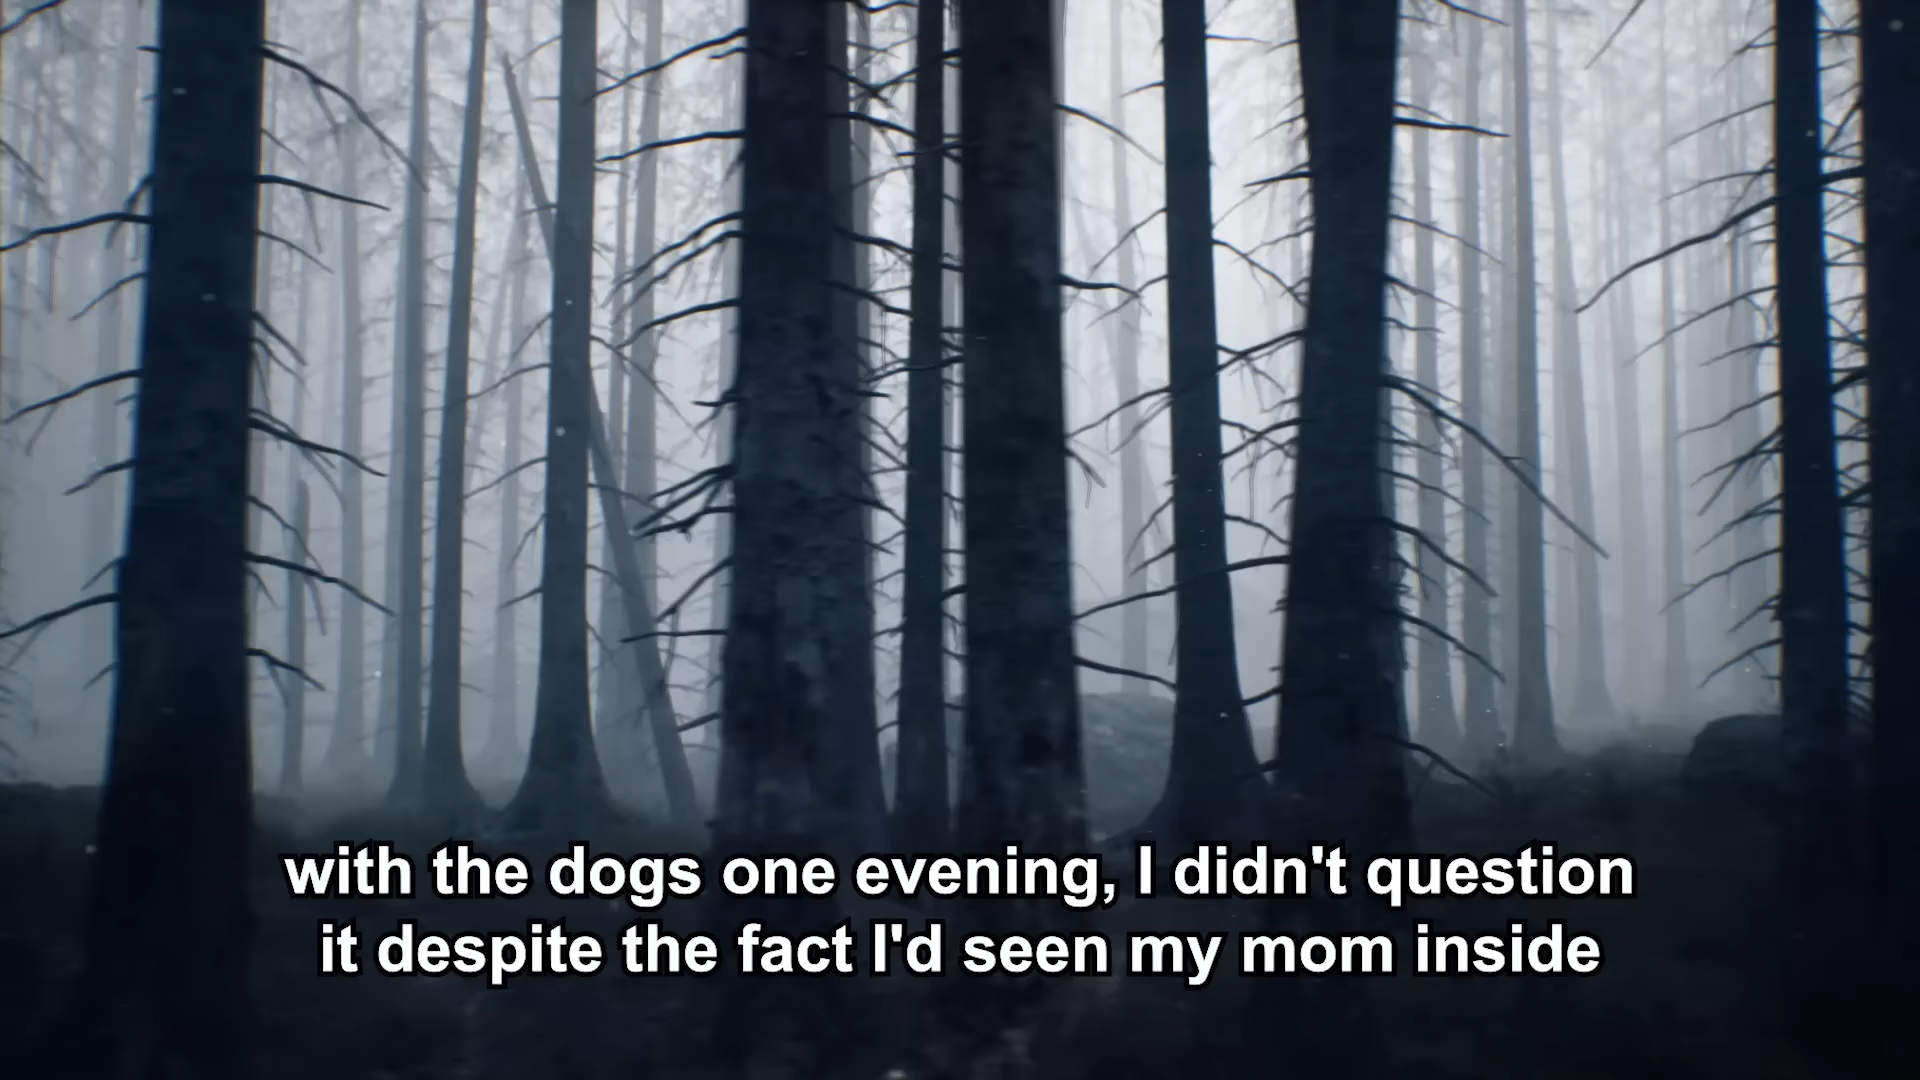 with the dogs one evening, I didn't question
it despite the fact I'd seen my mom inside